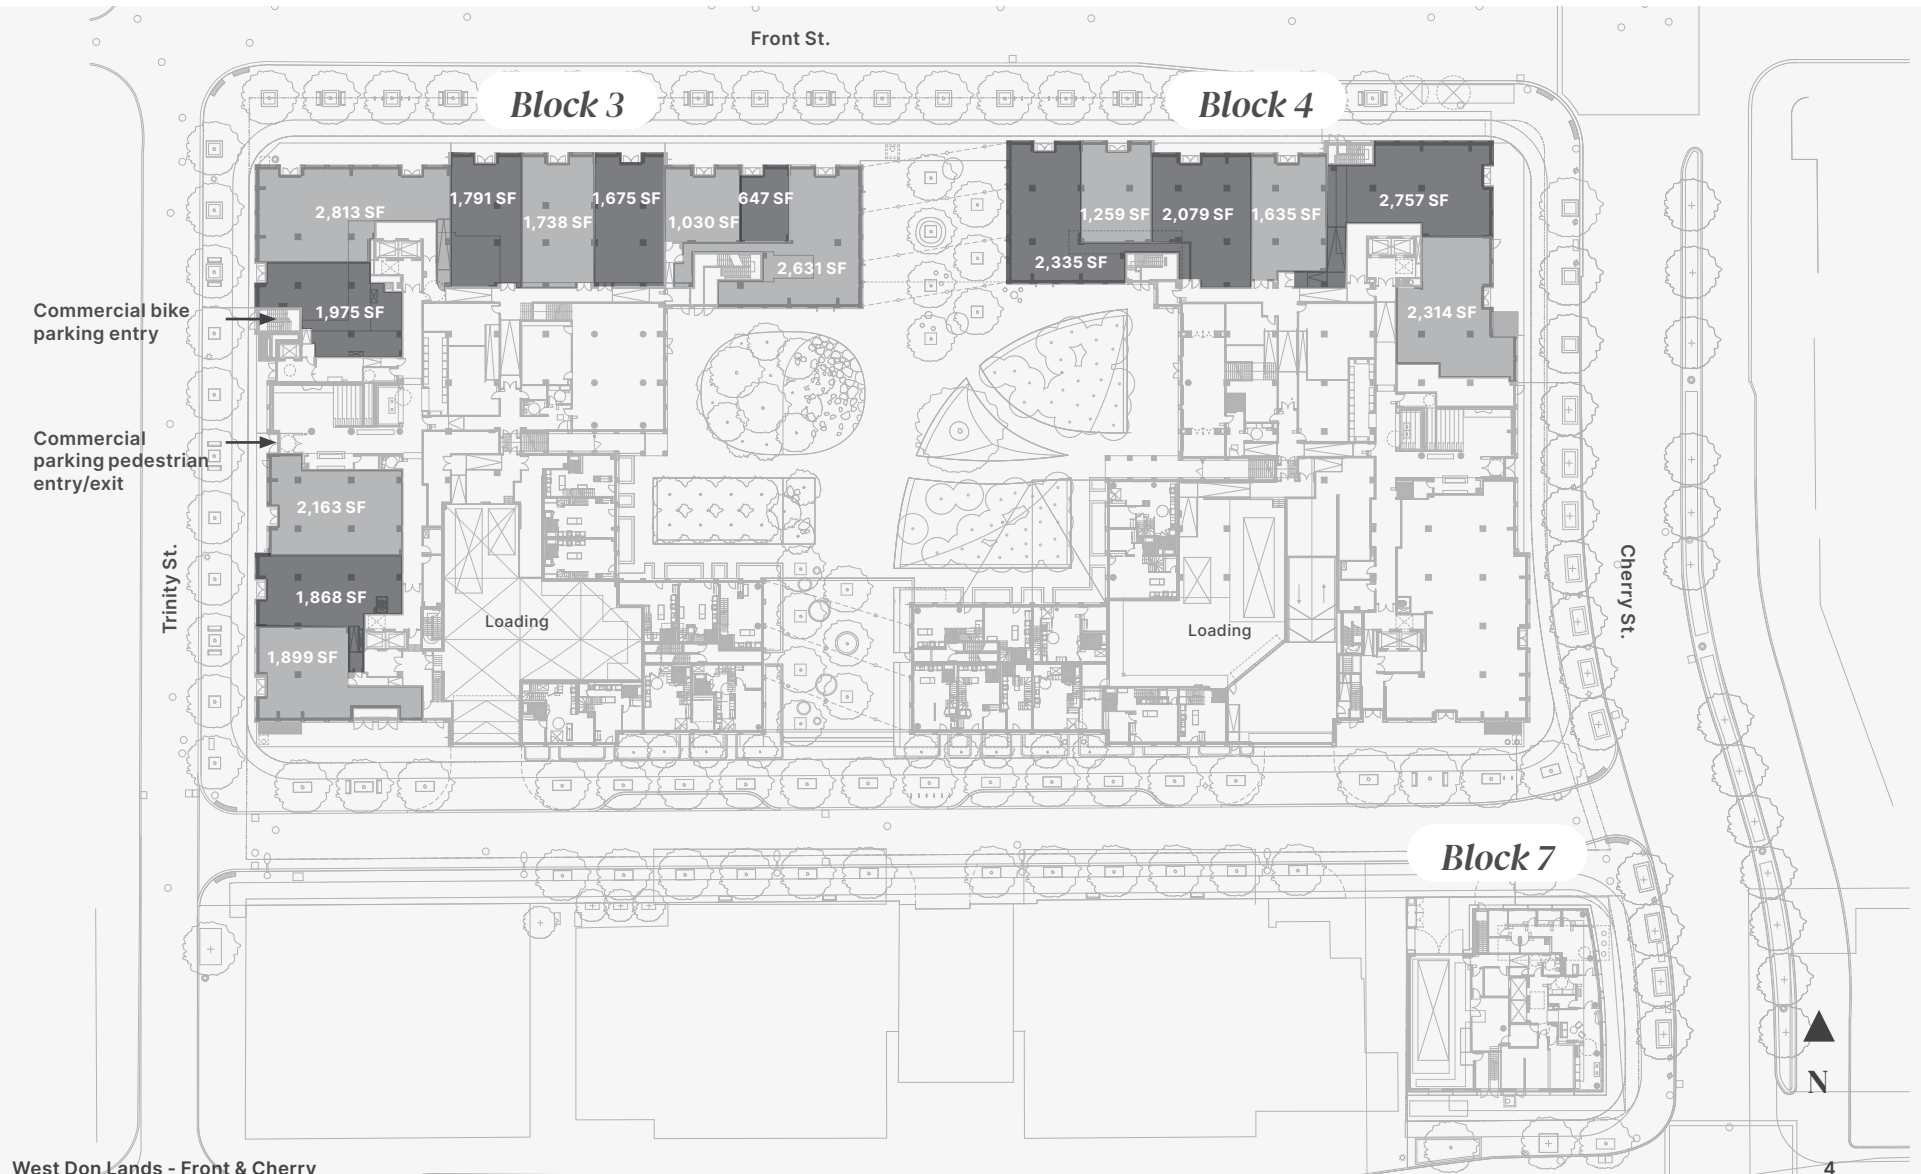 Front St.
Block 3
Block 4
2,813 SF
1,791 SF
1,738 SF
1,675 SF
1,030 SF
647 SF
2,631 SF
2,335 SF
1,259 SF
2,079 SF
1,635 SF
2,757 SF
2,314 SF
Commercial bike
parking entry
1,975 SF
Commercial
parking pedestrian
entry/exit
2,163 SF
1,868 SF
1,899 SF
Trinity St.
Loading
Loading
Cherry St.
Block 7
N
West Don Lands - Front & Cherry
4